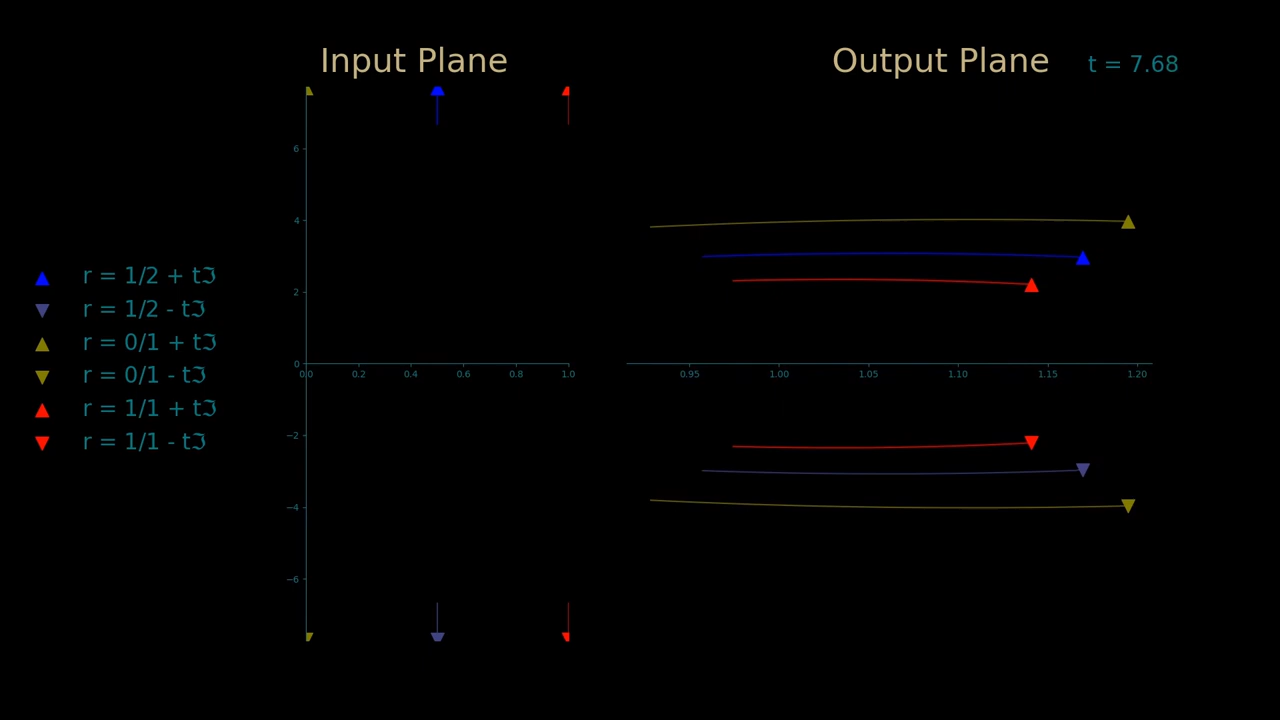 Input Plane
Output Plane
t = 7.68
r = 1/2 + tℑ
r = 1/2 - tℑ
r = 0/1 + tℑ
r = 0/1 - tℑ
r = 1/1 + tℑ
r = 1/1 - tℑ
6
4
2
0
−2
−4
−6
0.0 0.2 0.4 0.6 0.8 1.0
0.95 1.00 1.05 1.10 1.15 1.20